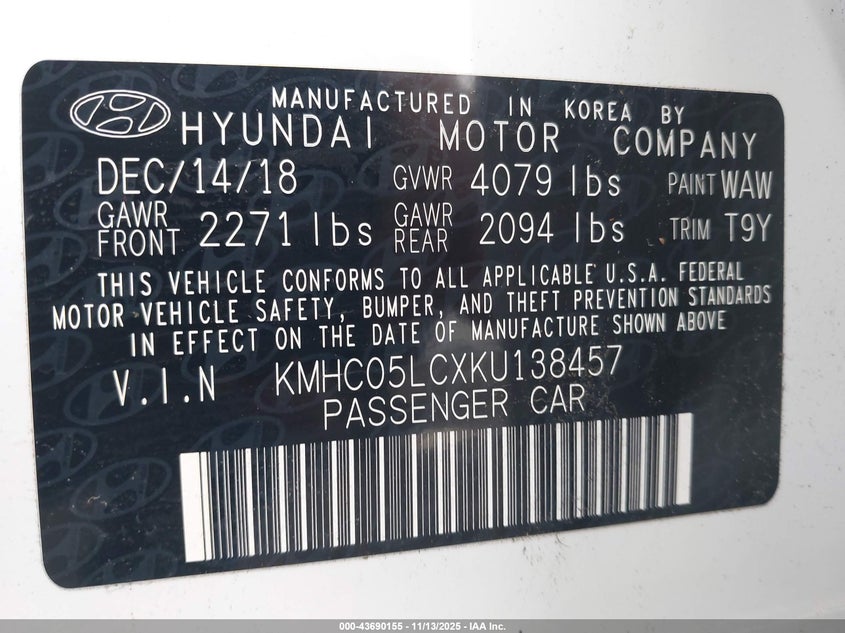 MANUFACTURED IN KOREA BY
HYUNDAI MOTOR COMPANY
DEC/14/18 GVWR 4079 lbs PAINT WAW
GAWR FRONT 2271 lbs GAWR REAR 2094 lbs TRIM T9Y
THIS VEHICLE CONFORMS TO ALL APPLICABLE U.S.A. FEDERAL
MOTOR VEHICLE SAFETY, BUMPER, AND THEFT PREVENTION STANDARDS
IN EFFECT ON THE DATE OF MANUFACTURE SHOWN ABOVE
V.I.N KMHC05LCXKU138457
PASSENGER CAR
000-43690155 - 11/13/2025 - IAA Inc.